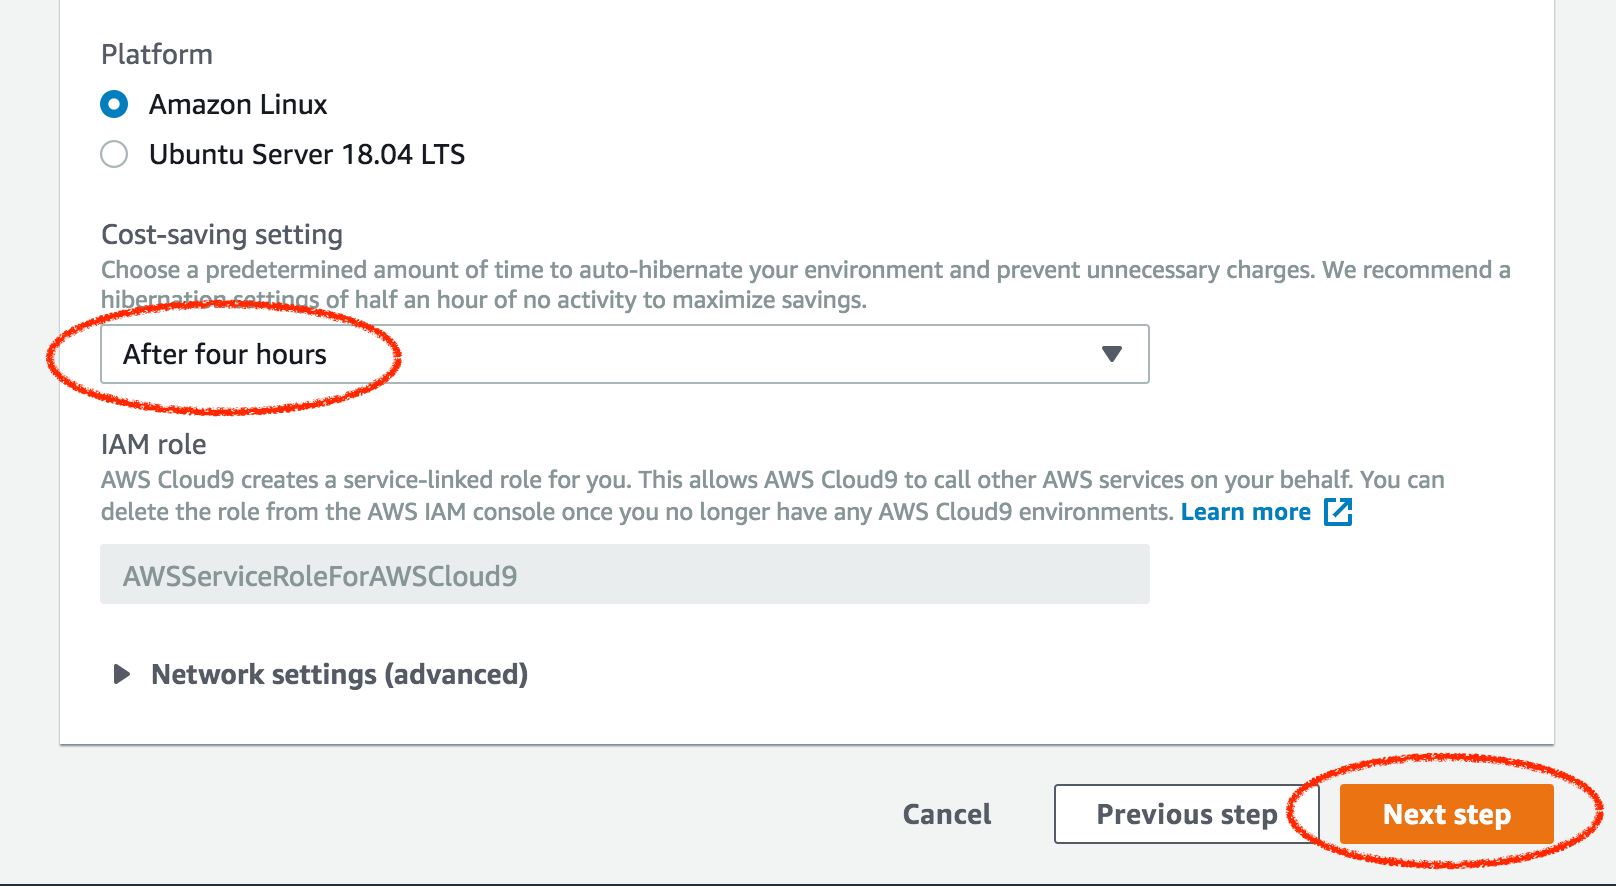 Platform
Amazon Linux
Ubuntu Server 18.04 LTS
Cost-saving setting
Choose a predetermined amount of time to auto-hibernate your environment and prevent unnecessary charges. We recommend a
hibernation settings of half an hour of no activity to maximize savings.
After four hours
IAM role
AWS Cloud9 creates a service-linked role for you. This allows AWS Cloud9 to call other AWS services on your behalf. You can
delete the role from the AWS IAM console once you no longer have any AWS Cloud9 environments. Learn more
AWSServiceRoleForAWSCloud9
Network settings (advanced)
Cancel Previous step Next step